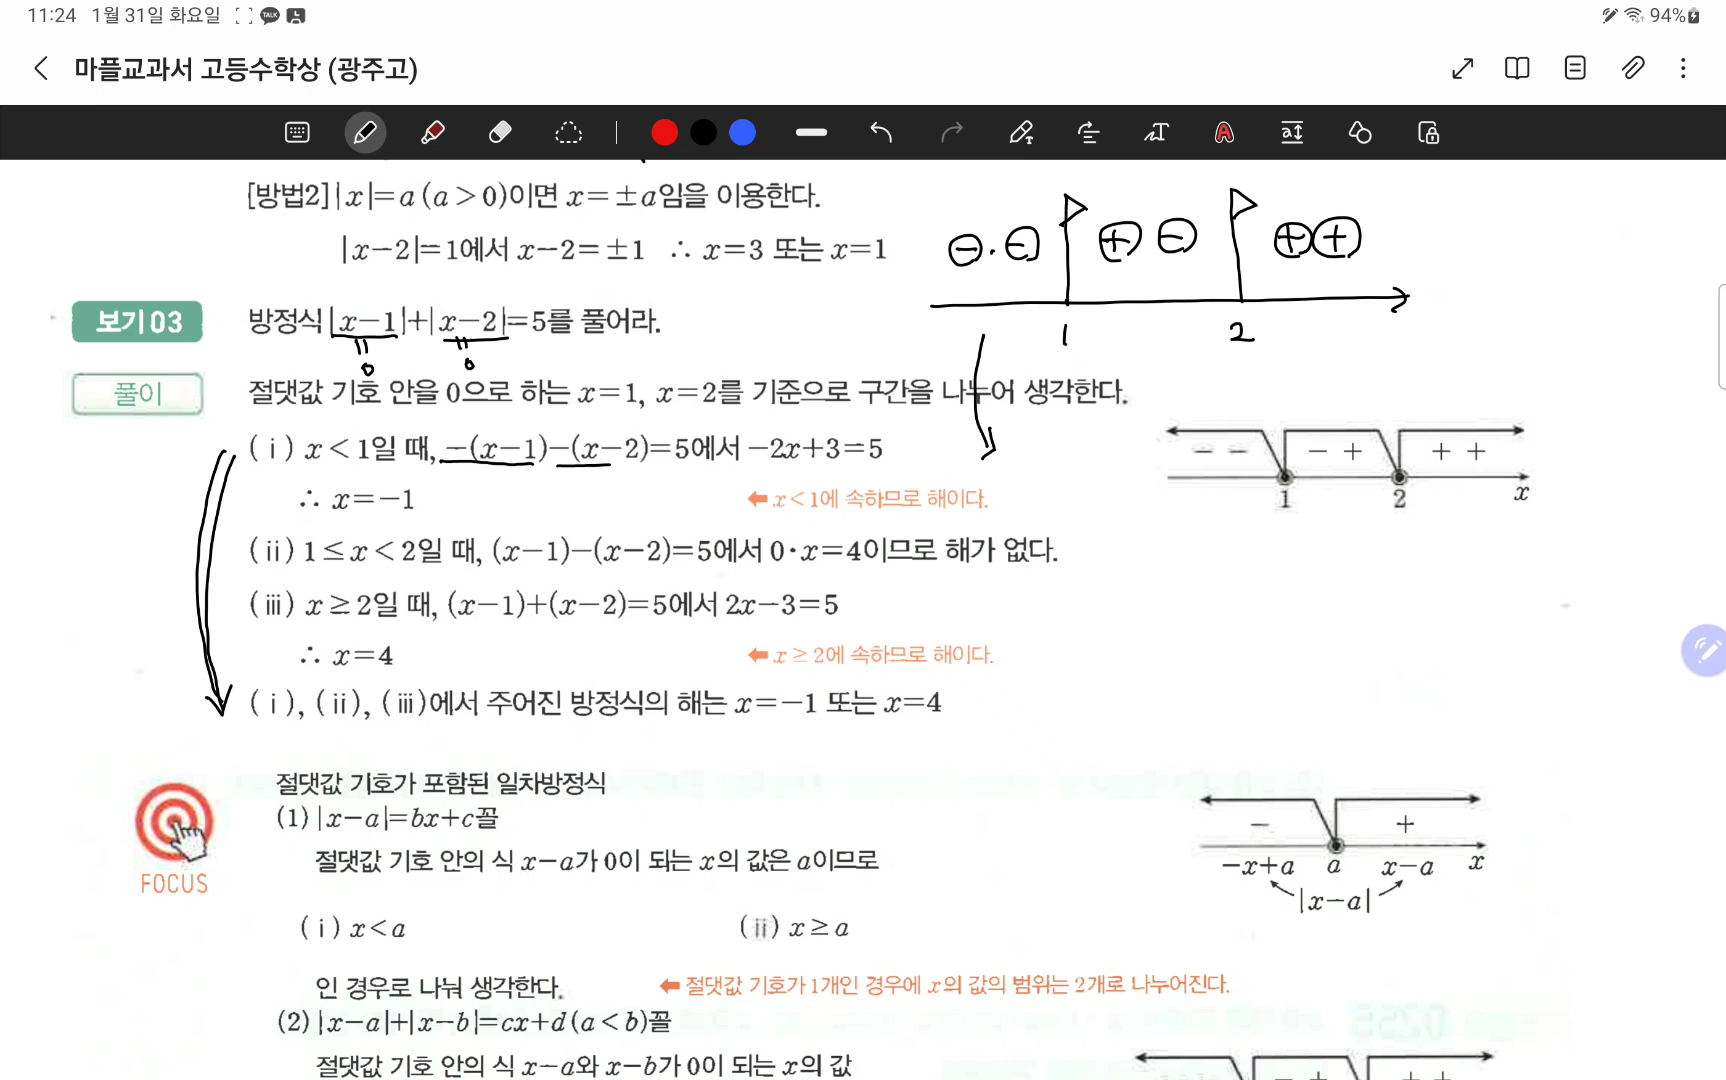 11:24 1월 31일 화요일 TALK 94%
마플교과서 고등수학상 (광주고)
[방법2] |x|=a (a>0)이면 x=±a임을 이용한다.
|x-2|=1에서 x-2=±1 ∴ x=3 또는 x=1
⊖·⊖ ⊕⊖ ⊕⊕
1 2
보기 03 방정식 |x-1|+|x-2|=5를 풀어라.
0 0
풀이 절댓값 기호 안을 0으로 하는 x=1, x=2를 기준으로 구간을 나누어 생각한다.
(ⅰ) x<1일 때, -(x-1)-(x-2)=5에서 -2x+3=5
∴ x=-1 ⬅ x<1에 속하므로 해이다.
(ⅱ) 1≤x<2일 때, (x-1)-(x-2)=5에서 0·x=4이므로 해가 없다.
(ⅲ) x≥2일 때, (x-1)+(x-2)=5에서 2x-3=5
∴ x=4 ⬅ x≥2에 속하므로 해이다.
(ⅰ), (ⅱ), (ⅲ)에서 주어진 방정식의 해는 x=-1 또는 x=4
- - - + + +
1 2 x
FOCUS
절댓값 기호가 포함된 일차방정식
(1) |x-a|=bx+c꼴
절댓값 기호 안의 식 x-a가 0이 되는 x의 값은 a이므로
(ⅰ) x<a (ⅱ) x≥a
인 경우로 나눠 생각한다. ⬅ 절댓값 기호가 1개인 경우에 x의 값의 범위는 2개로 나누어진다.
- +
-x+a a x-a x
|x-a|
(2) |x-a|+|x-b|=cx+d (a<b)꼴
절댓값 기호 안의 식 x-a와 x-b가 0이 되는 x의 값
- + + +